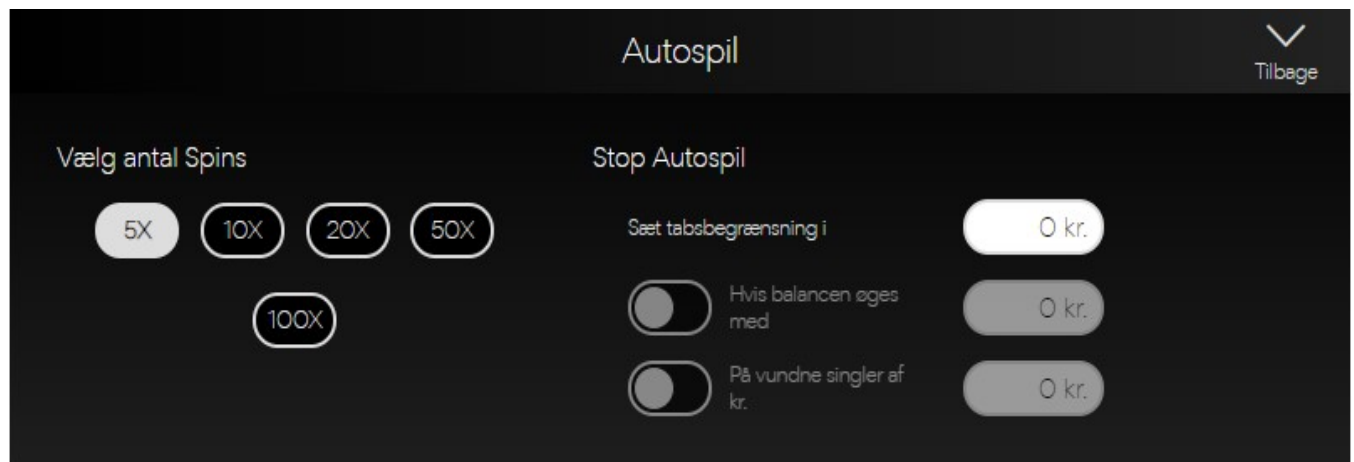 Autospil
Tilbage
Vælg antal Spins
5X 10X 20X 50X
100X
Stop Autospil
Sæt tabsbegrænsning i 0 kr.
Hvis balancen øges
med
0 kr.
På vundne singler af
kr.
0 kr.